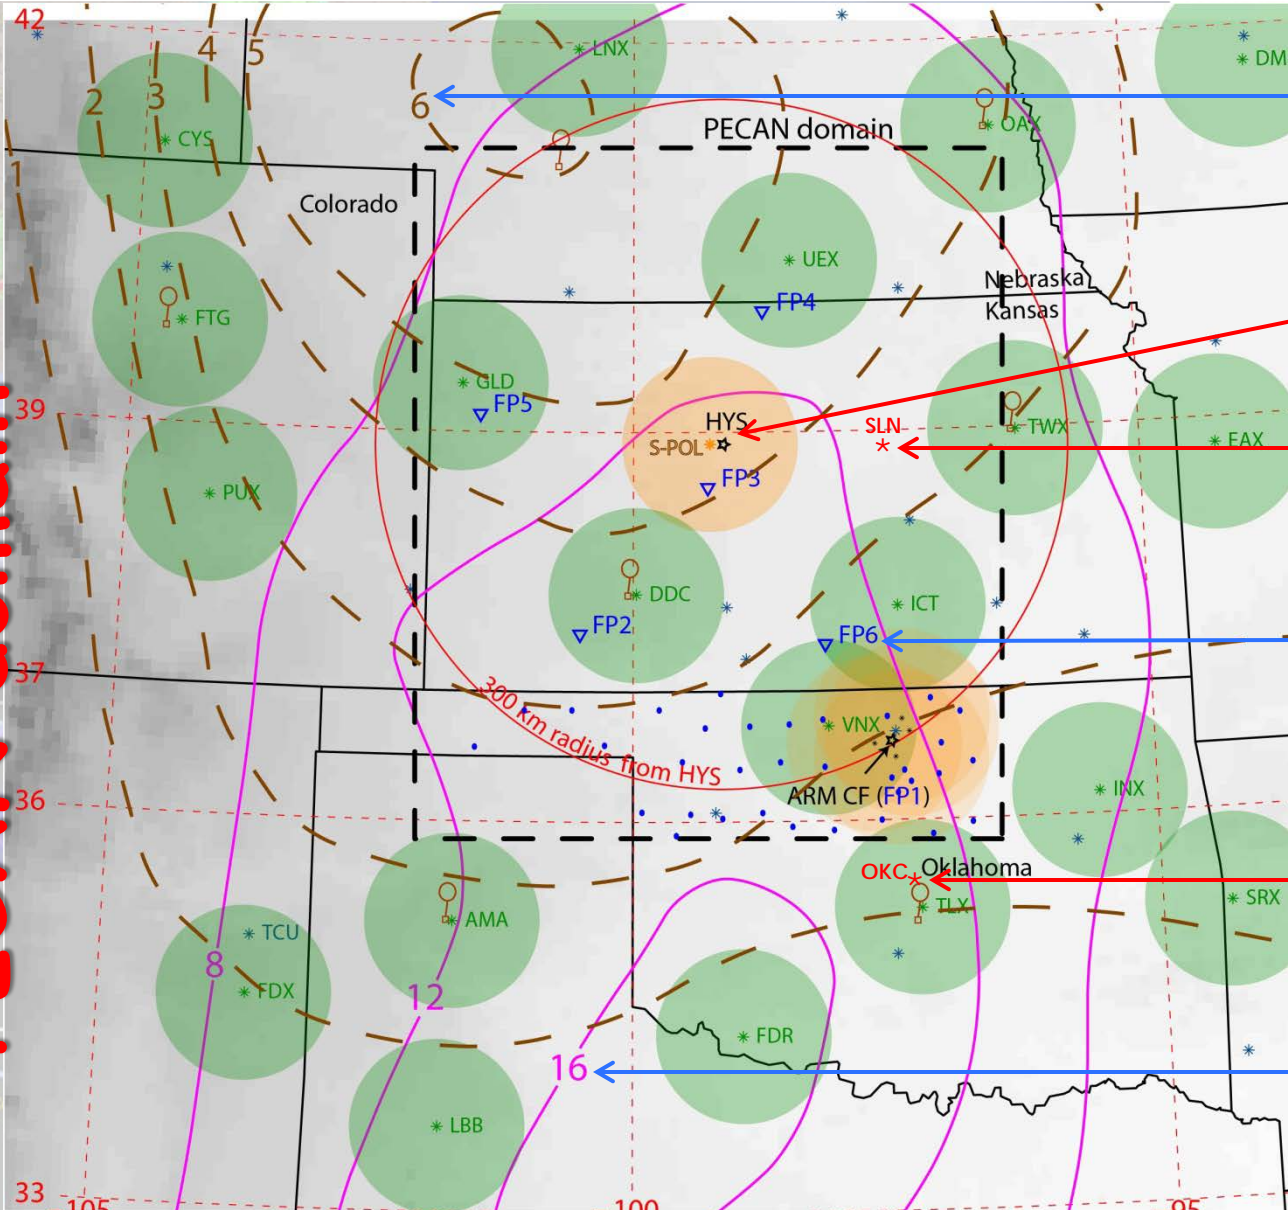 42
4
5
LNX
DM
2
3
6
CYS
PECAN domain
OAX
1
Colorado
UEX
Nebraska
FP4
Kansas
FTG
GLD
FP5
39
HYS
SLN
S-POL
TWX
EAX
FP3
PUX
DDC
ICT
FP2
FP6
37
300 km radius from HYS
VNX
36
ARM CF (FP1)
INX
OKC
Oklahoma
AMA
TLX
SRX
TCU
8
FDX
12
FDR
16
LBB
33
105
100
95